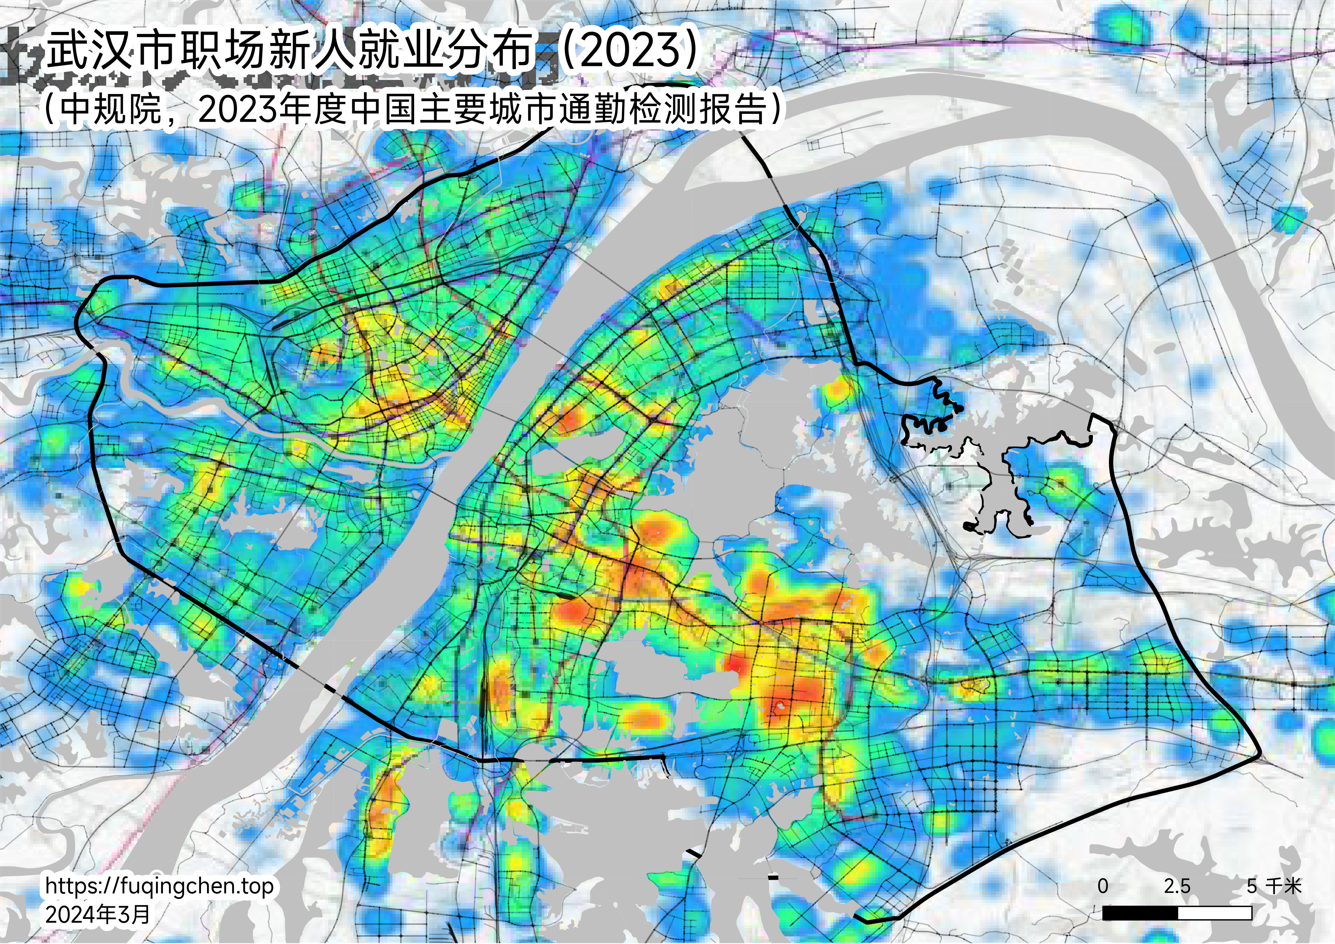 武汉市职场新人就业分布（2023）
（中规院，2023年度中国主要城市通勤检测报告）
https://fuqingchen.top
2024年3月
0 2.5 5 千米